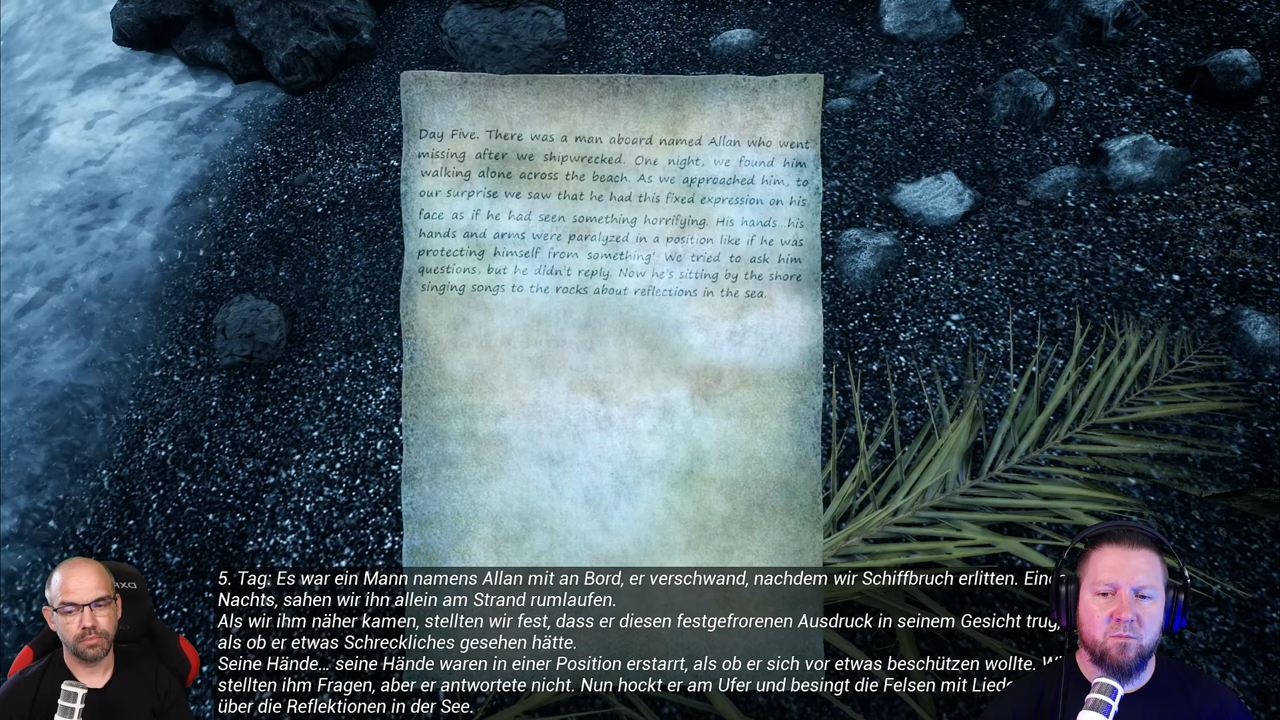 Day Five. There was a man aboard named Allan who went
missing after we shipwrecked. One night, we found him
walking alone across the beach. As we approached him, to
our surprise we saw that he had this fixed expression on his
face as if he had seen something horrifying. His hands...his
hands and arms were paralyzed in a position like if he was
protecting himself from something! We tried to ask him
questions, but he didn't reply. Now he's sitting by the shore
singing songs to the rocks about reflections in the sea.
5. Tag: Es war ein Mann namens Allan mit an Bord, er verschwand, nachdem wir Schiffbruch erlitten.
Nachts, sahen wir ihn allein am Strand rumlaufen.
Als wir ihm näher kamen, stellten wir fest, dass er diesen festgefrorenen Ausdruck in seinem Gesicht trug,
als ob er etwas Schreckliches gesehen hätte.
Seine Hände... seine Hände waren in einer Position erstarrt, als ob er sich vor etwas beschützen wollte.
stellten ihm Fragen, aber er antwortete nicht. Nun hockt er am Ufer und besingt die Felsen mit
über die Reflektionen in der See.